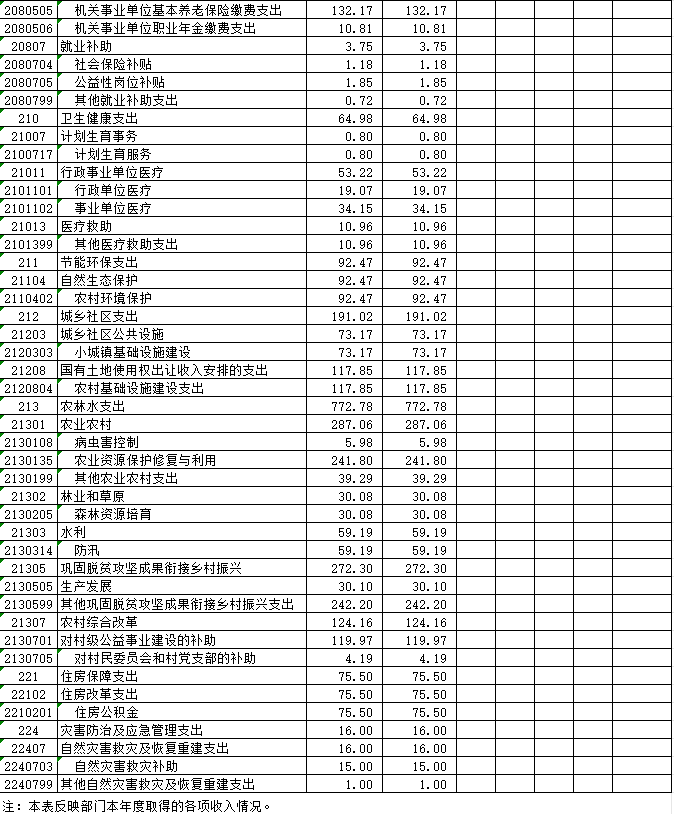 2080505 机关事业单位基本养老保险缴费支出 132.17 132.17
2080506 机关事业单位职业年金缴费支出 10.81 10.81
20807 就业补助 3.75 3.75
2080704 社会保险补贴 1.18 1.18
2080705 公益性岗位补贴 1.85 1.85
2080799 其他就业补助支出 0.72 0.72
210 卫生健康支出 64.98 64.98
21007 计划生育事务 0.80 0.80
2100717 计划生育服务 0.80 0.80
21011 行政事业单位医疗 53.22 53.22
2101101 行政单位医疗 19.07 19.07
2101102 事业单位医疗 34.15 34.15
21013 医疗救助 10.96 10.96
2101399 其他医疗救助支出 10.96 10.96
211 节能环保支出 92.47 92.47
21104 自然生态保护 92.47 92.47
2110402 农村环境保护 92.47 92.47
212 城乡社区支出 191.02 191.02
21203 城乡社区公共设施 73.17 73.17
2120303 小城镇基础设施建设 73.17 73.17
21208 国有土地使用权出让收入安排的支出 117.85 117.85
2120804 农村基础设施建设支出 117.85 117.85
213 农林水支出 772.78 772.78
21301 农业农村 287.06 287.06
2130108 病虫害控制 5.98 5.98
2130135 农业资源保护修复与利用 241.80 241.80
2130199 其他农业农村支出 39.29 39.29
21302 林业和草原 30.08 30.08
2130205 森林资源培育 30.08 30.08
21303 水利 59.19 59.19
2130314 防汛 59.19 59.19
21305 巩固脱贫攻坚成果衔接乡村振兴 272.30 272.30
2130505 生产发展 30.10 30.10
2130599 其他巩固脱贫攻坚成果衔接乡村振兴支出 242.20 242.20
21307 农村综合改革 124.16 124.16
2130701 对村级公益事业建设的补助 119.97 119.97
2130705 对村民委员会和村党支部的补助 4.19 4.19
221 住房保障支出 75.50 75.50
22102 住房改革支出 75.50 75.50
2210201 住房公积金 75.50 75.50
224 灾害防治及应急管理支出 16.00 16.00
22407 自然灾害救灾及恢复重建支出 16.00 16.00
2240703 自然灾害救灾补助 15.00 15.00
2240799 其他自然灾害救灾及恢复重建支出 1.00 1.00
注：本表反映部门本年度取得的各项收入情况。